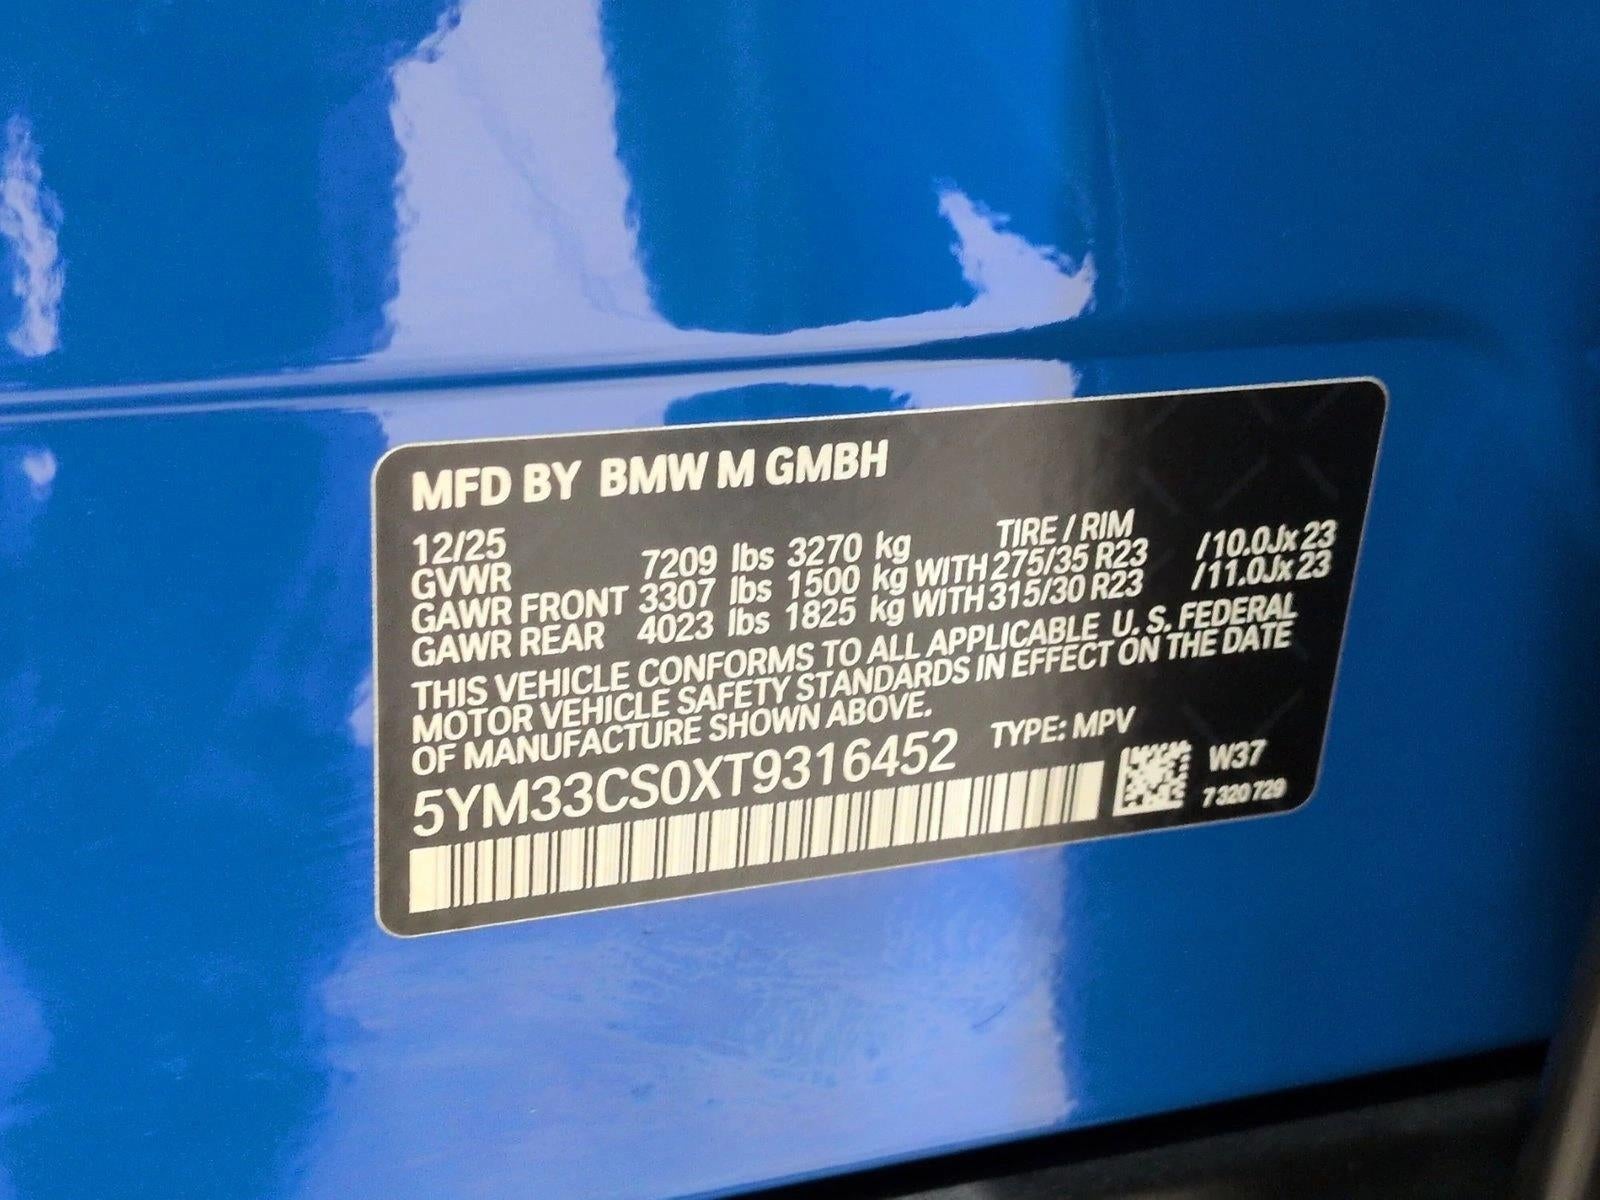 MFD BY BMW M GMBH
12/25 TIRE / RIM
GVWR 7209 lbs 3270 kg
GAWR FRONT 3307 lbs 1500 kg WITH 275/35 R23 /10.0Jx23
GAWR REAR 4023 lbs 1825 kg WITH 315/30 R23 /11.0Jx23
THIS VEHICLE CONFORMS TO ALL APPLICABLE U. S. FEDERAL
MOTOR VEHICLE SAFETY STANDARDS IN EFFECT ON THE DATE
OF MANUFACTURE SHOWN ABOVE.
5YM33CS0XT9316452 TYPE: MPV
W37
7 320 729